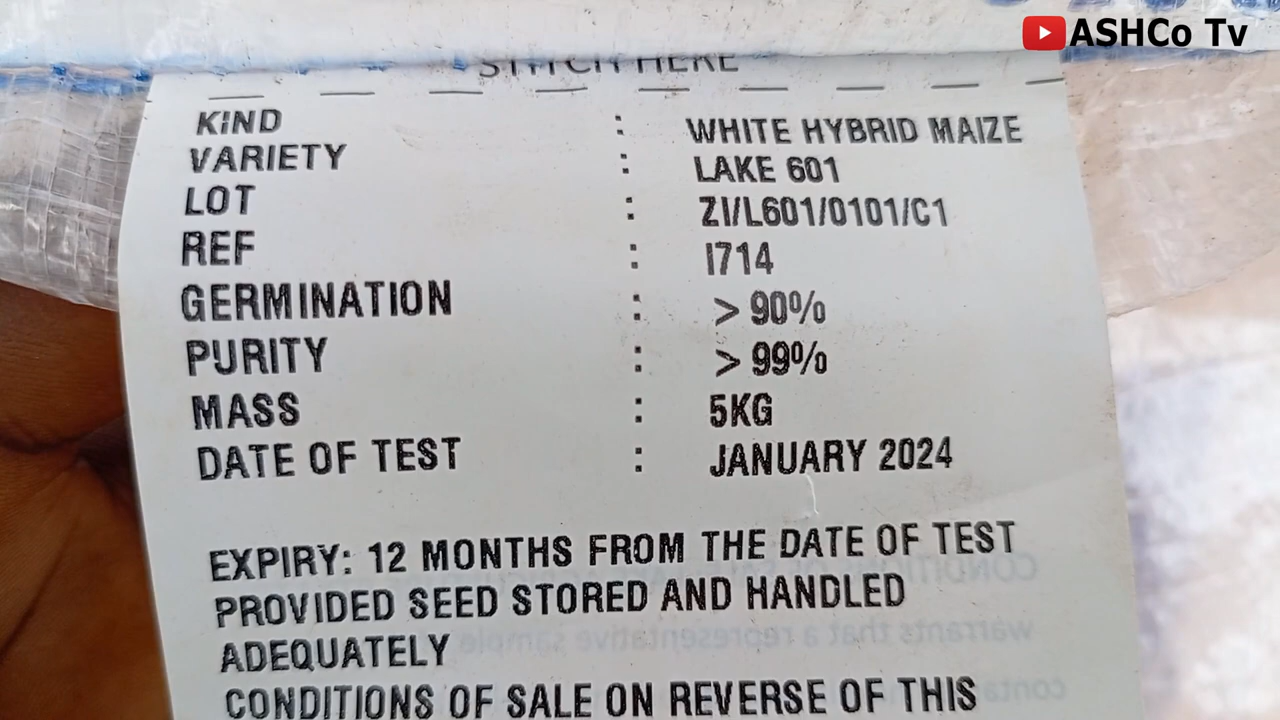 ASHCo Tv
STITCH HERE
KIND : WHITE HYBRID MAIZE
VARIETY : LAKE 601
LOT : ZI/L601/0101/C1
REF : I714
GERMINATION : > 90%
PURITY : > 99%
MASS : 5KG
DATE OF TEST : JANUARY 2024
EXPIRY: 12 MONTHS FROM THE DATE OF TEST
PROVIDED SEED STORED AND HANDLED
ADEQUATELY
CONDITIONS OF SALE ON REVERSE OF THIS